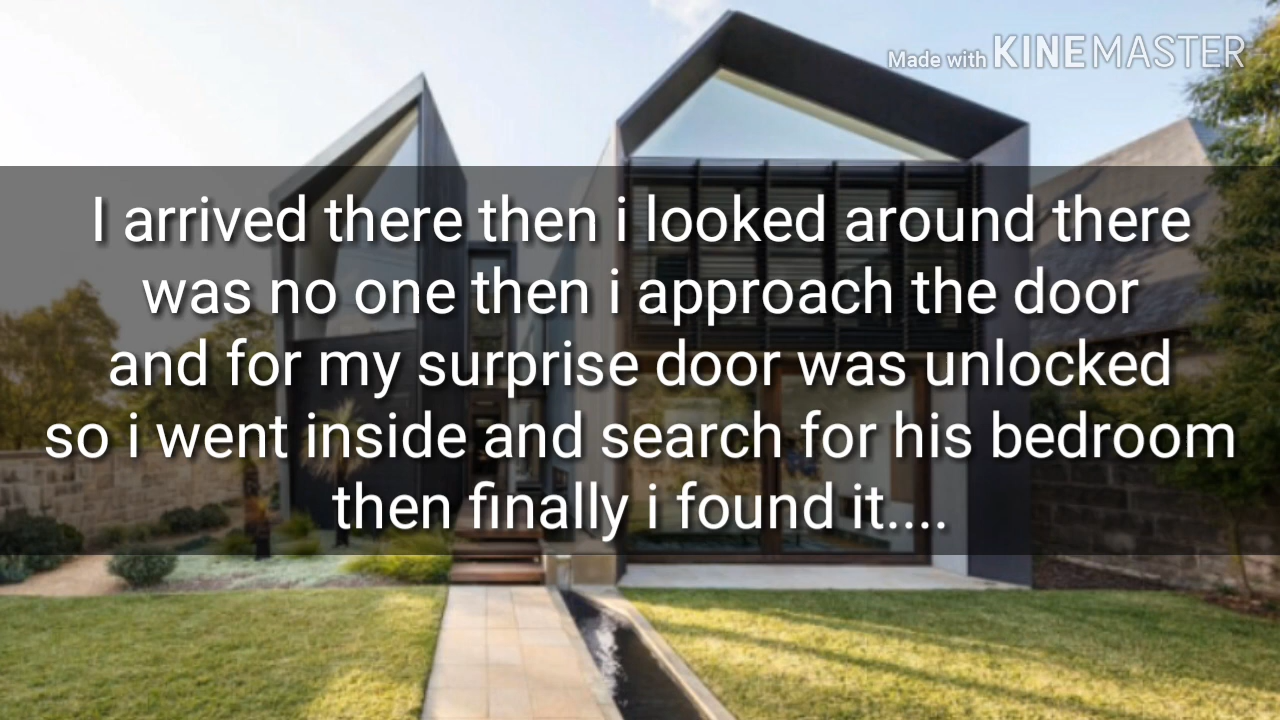 Made with KINEMASTER
I arrived there then i looked around there
was no one then i approach the door
and for my surprise door was unlocked
so i went inside and search for his bedroom
then finally i found it....